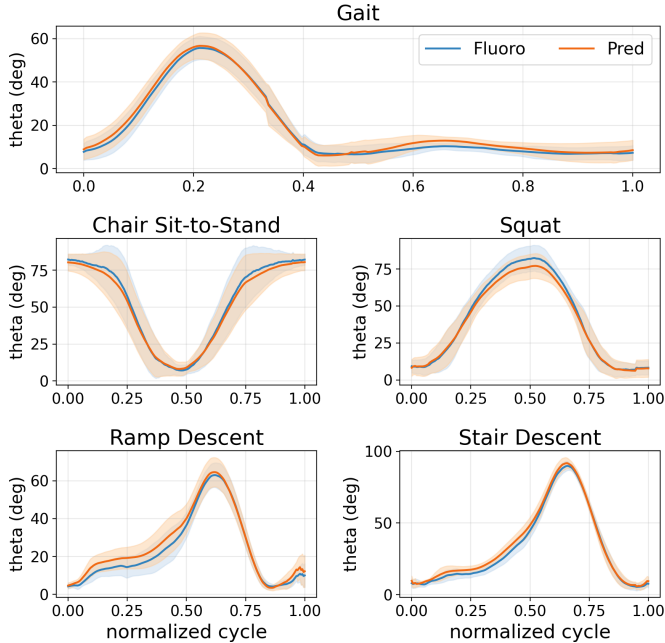 Gait
theta (deg)
60
40
20
0
Fluoro
Pred
0.0 0.2 0.4 0.6 0.8 1.0
Chair Sit-to-Stand
theta (deg)
75
50
25
0
0.00 0.25 0.50 0.75 1.00
Squat
theta (deg)
75
50
25
0
0.00 0.25 0.50 0.75 1.00
Ramp Descent
theta (deg)
60
40
20
0
0.00 0.25 0.50 0.75 1.00
normalized cycle
Stair Descent
theta (deg)
100
50
0
0.00 0.25 0.50 0.75 1.00
normalized cycle